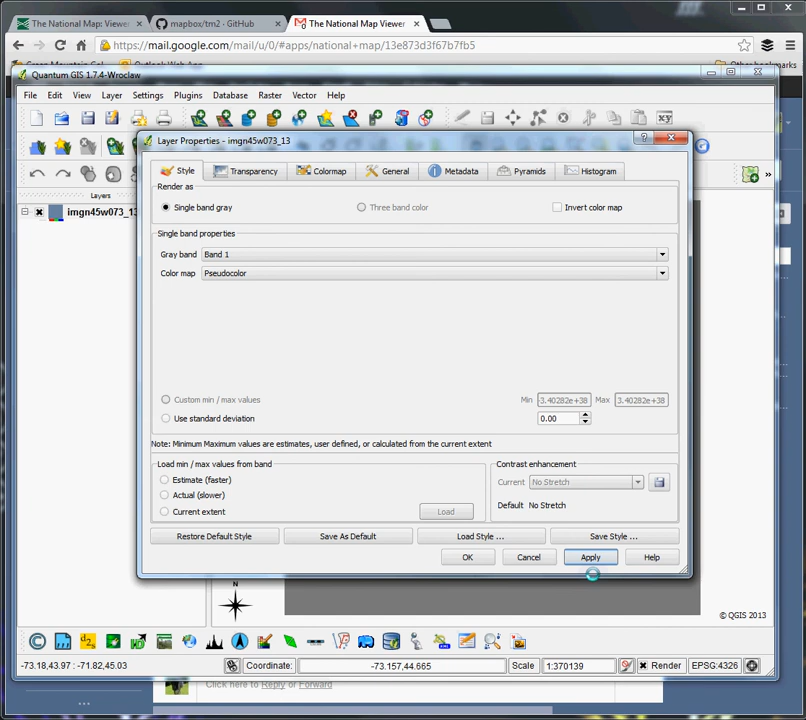 The National Map: Viewer
mapbox/tm2 · GitHub
The National Map Viewer
https://mail.google.com/mail/u/0/#apps/national+map/13e873d3f67b7fb5
Green Mountain Col
Outlook Web App
Other bookmarks
Quantum GIS 1.7.4-Wroclaw
File Edit View Layer Settings Plugins Database Raster Vector Help
Layer Properties - imgn45w073_13
Layers
imgn45w073_13
Style Transparency Colormap General Metadata Pyramids Histogram
Render as
Single band gray Three band color Invert color map
Single band properties
Gray band Band 1
Color map Pseudocolor
Custom min / max values Min -3.40282e+38 Max 3.40282e+38
Use standard deviation 0.00
Note: Minimum Maximum values are estimates, user defined, or calculated from the current extent
Load min / max values from band
Estimate (faster)
Actual (slower)
Current extent Load
Contrast enhancement
Current No Stretch
Default No Stretch
Restore Default Style Save As Default Load Style ... Save Style ...
OK Cancel Apply Help
N
© QGIS 2013
-73.18,43.97 : -71.82,45.03 Coordinate: -73.157,44.665 Scale 1:370139 Render EPSG:4326
Click here to Reply or Forward